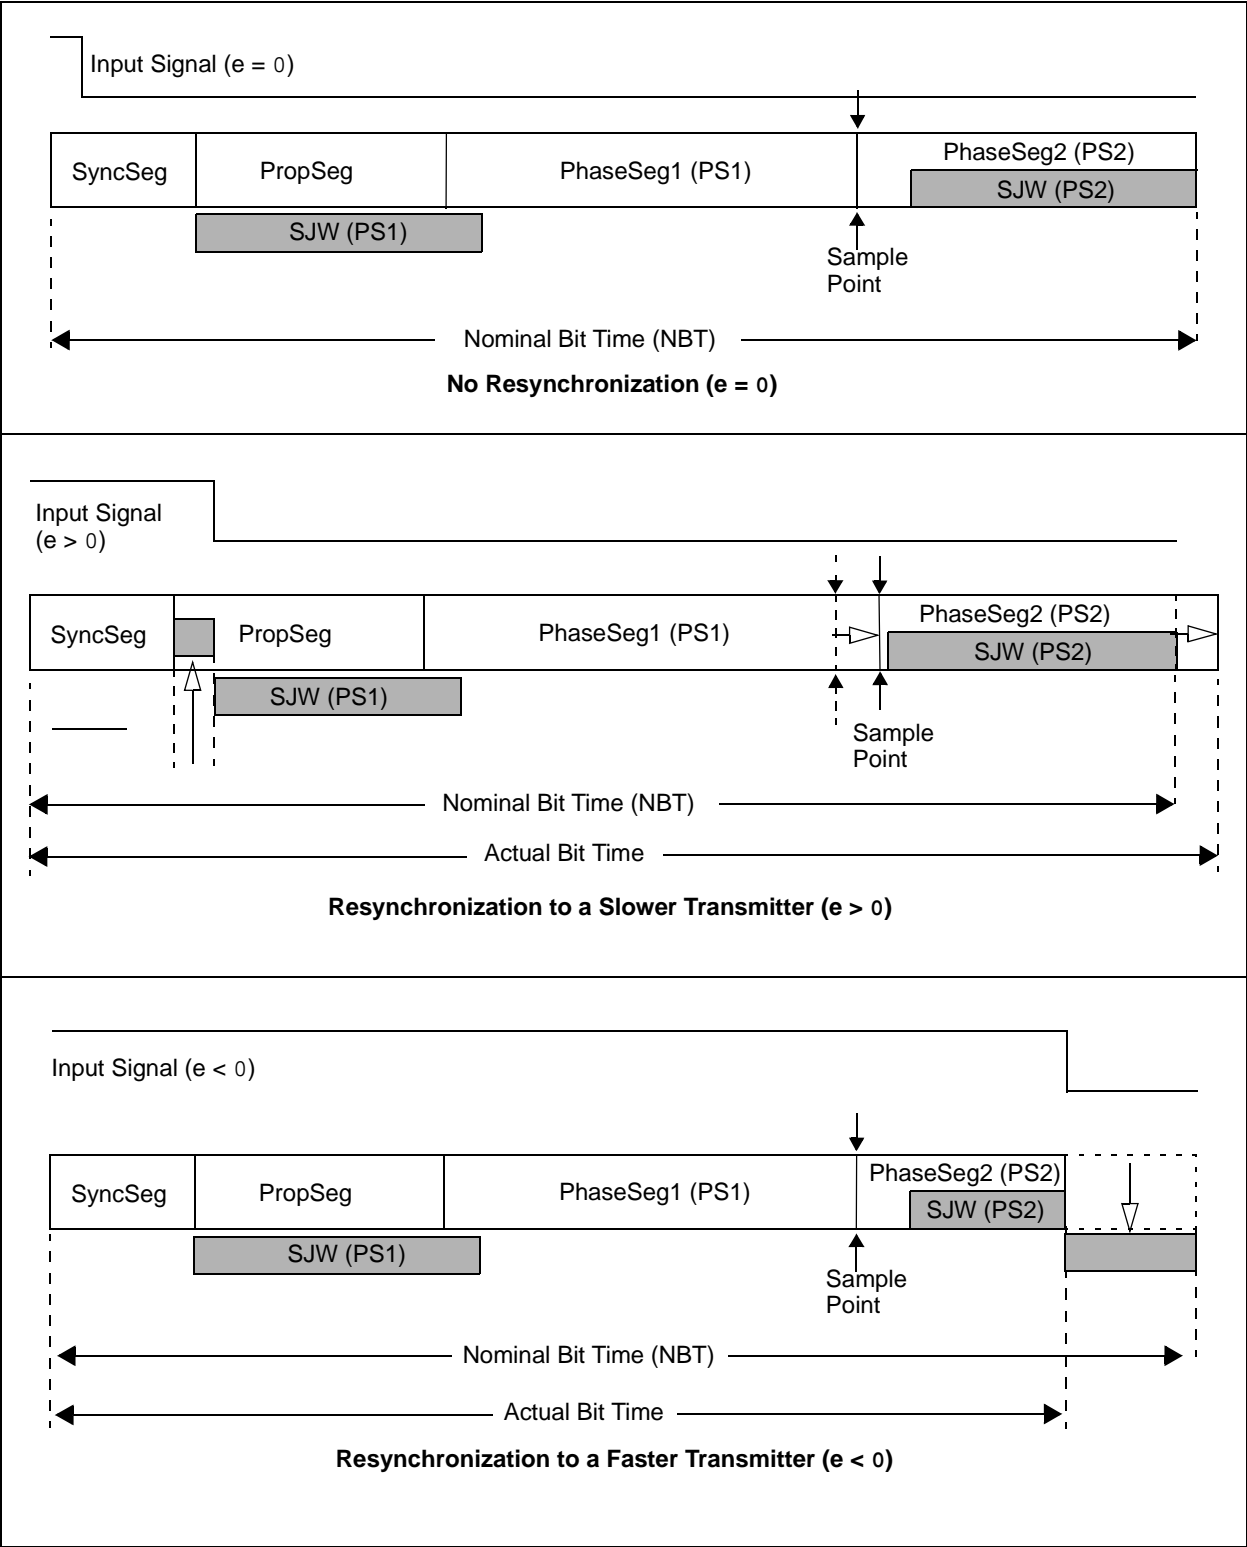 Input Signal (e = 0)
SyncSeg
PropSeg
PhaseSeg1 (PS1)
PhaseSeg2 (PS2)
SJW (PS2)
SJW (PS1)
Sample
Point
Nominal Bit Time (NBT)
No Resynchronization (e = 0)
Input Signal
(e > 0)
SyncSeg
PropSeg
PhaseSeg1 (PS1)
PhaseSeg2 (PS2)
SJW (PS2)
SJW (PS1)
Sample
Point
Nominal Bit Time (NBT)
Actual Bit Time
Resynchronization to a Slower Transmitter (e > 0)
Input Signal (e < 0)
SyncSeg
PropSeg
PhaseSeg1 (PS1)
PhaseSeg2 (PS2)
SJW (PS2)
SJW (PS1)
Sample
Point
Nominal Bit Time (NBT)
Actual Bit Time
Resynchronization to a Faster Transmitter (e < 0)